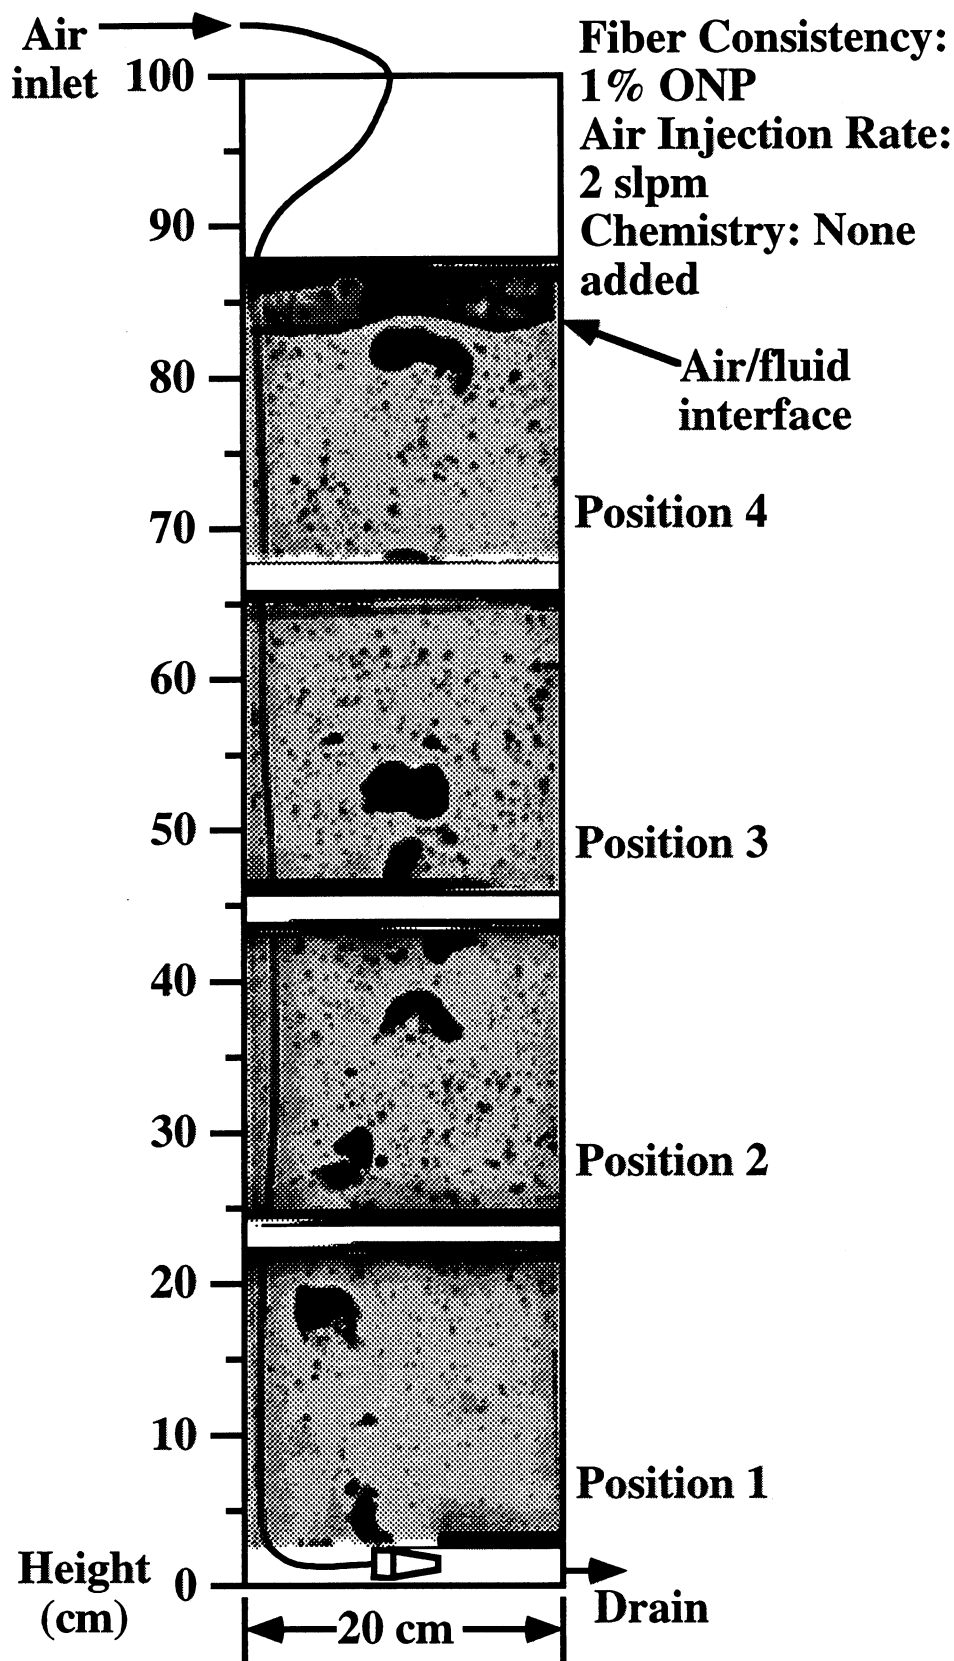 Air
inlet
Fiber Consistency:
1% ONP
Air Injection Rate:
2 slpm
Chemistry: None
added
100
90
Air/fluid
interface
80
Position 4
70
60
50
Position 3
40
30
Position 2
20
10
Position 1
Height
(cm)
0
Drain
20 cm